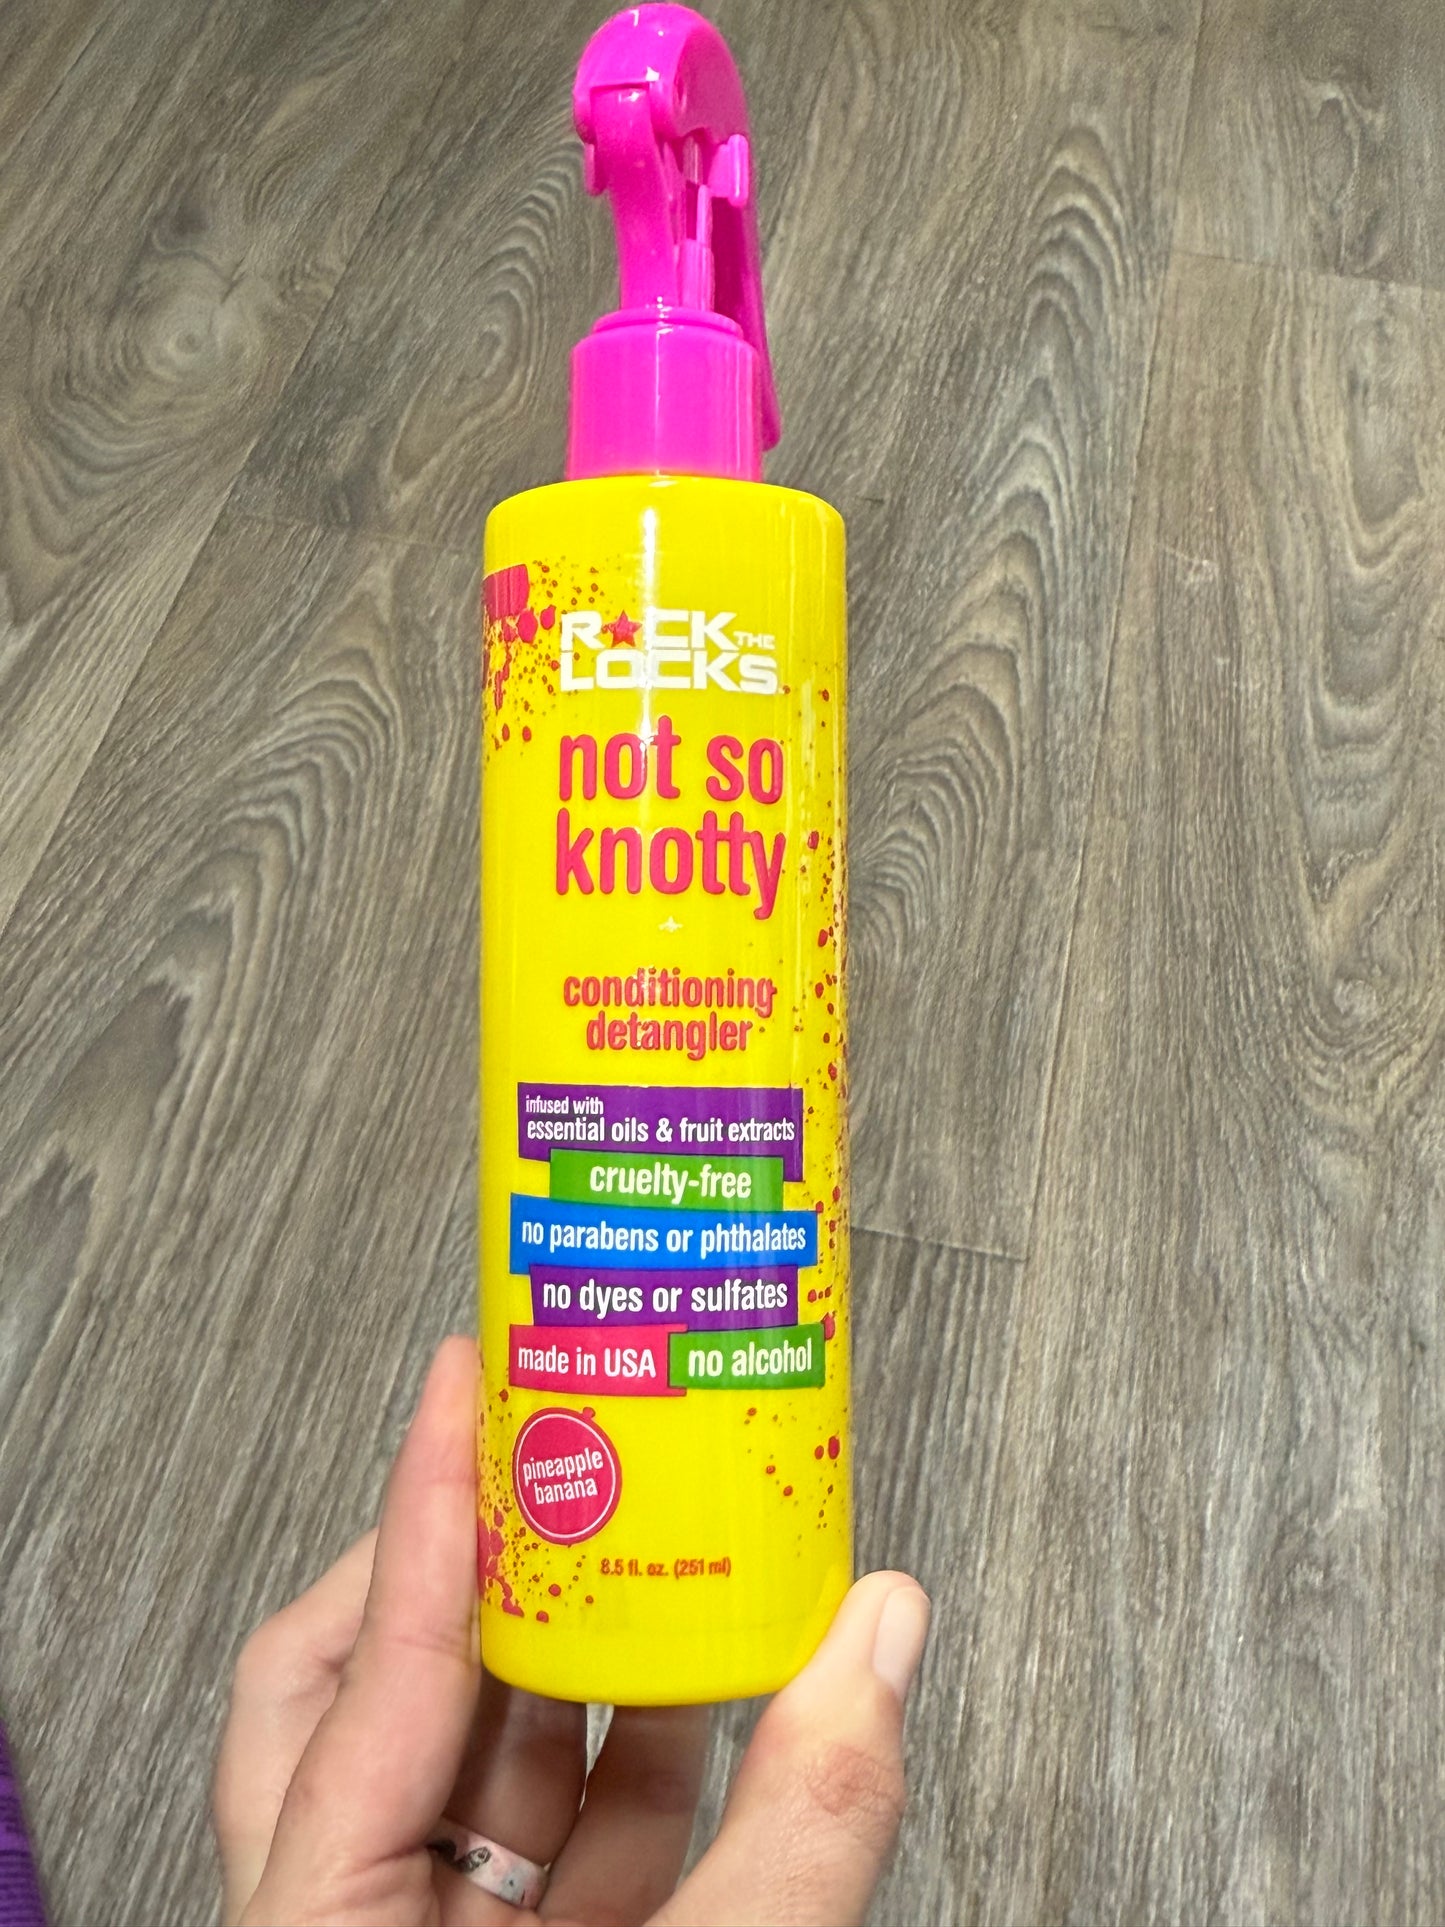 R★CK THE
LOCKS
not so
knotty
conditioning
detangler
infused with
essential oils & fruit extracts
cruelty-free
no parabens or phthalates
no dyes or sulfates
made in USA
no alcohol
pineapple
banana
8.5 fl. oz. (251 ml)